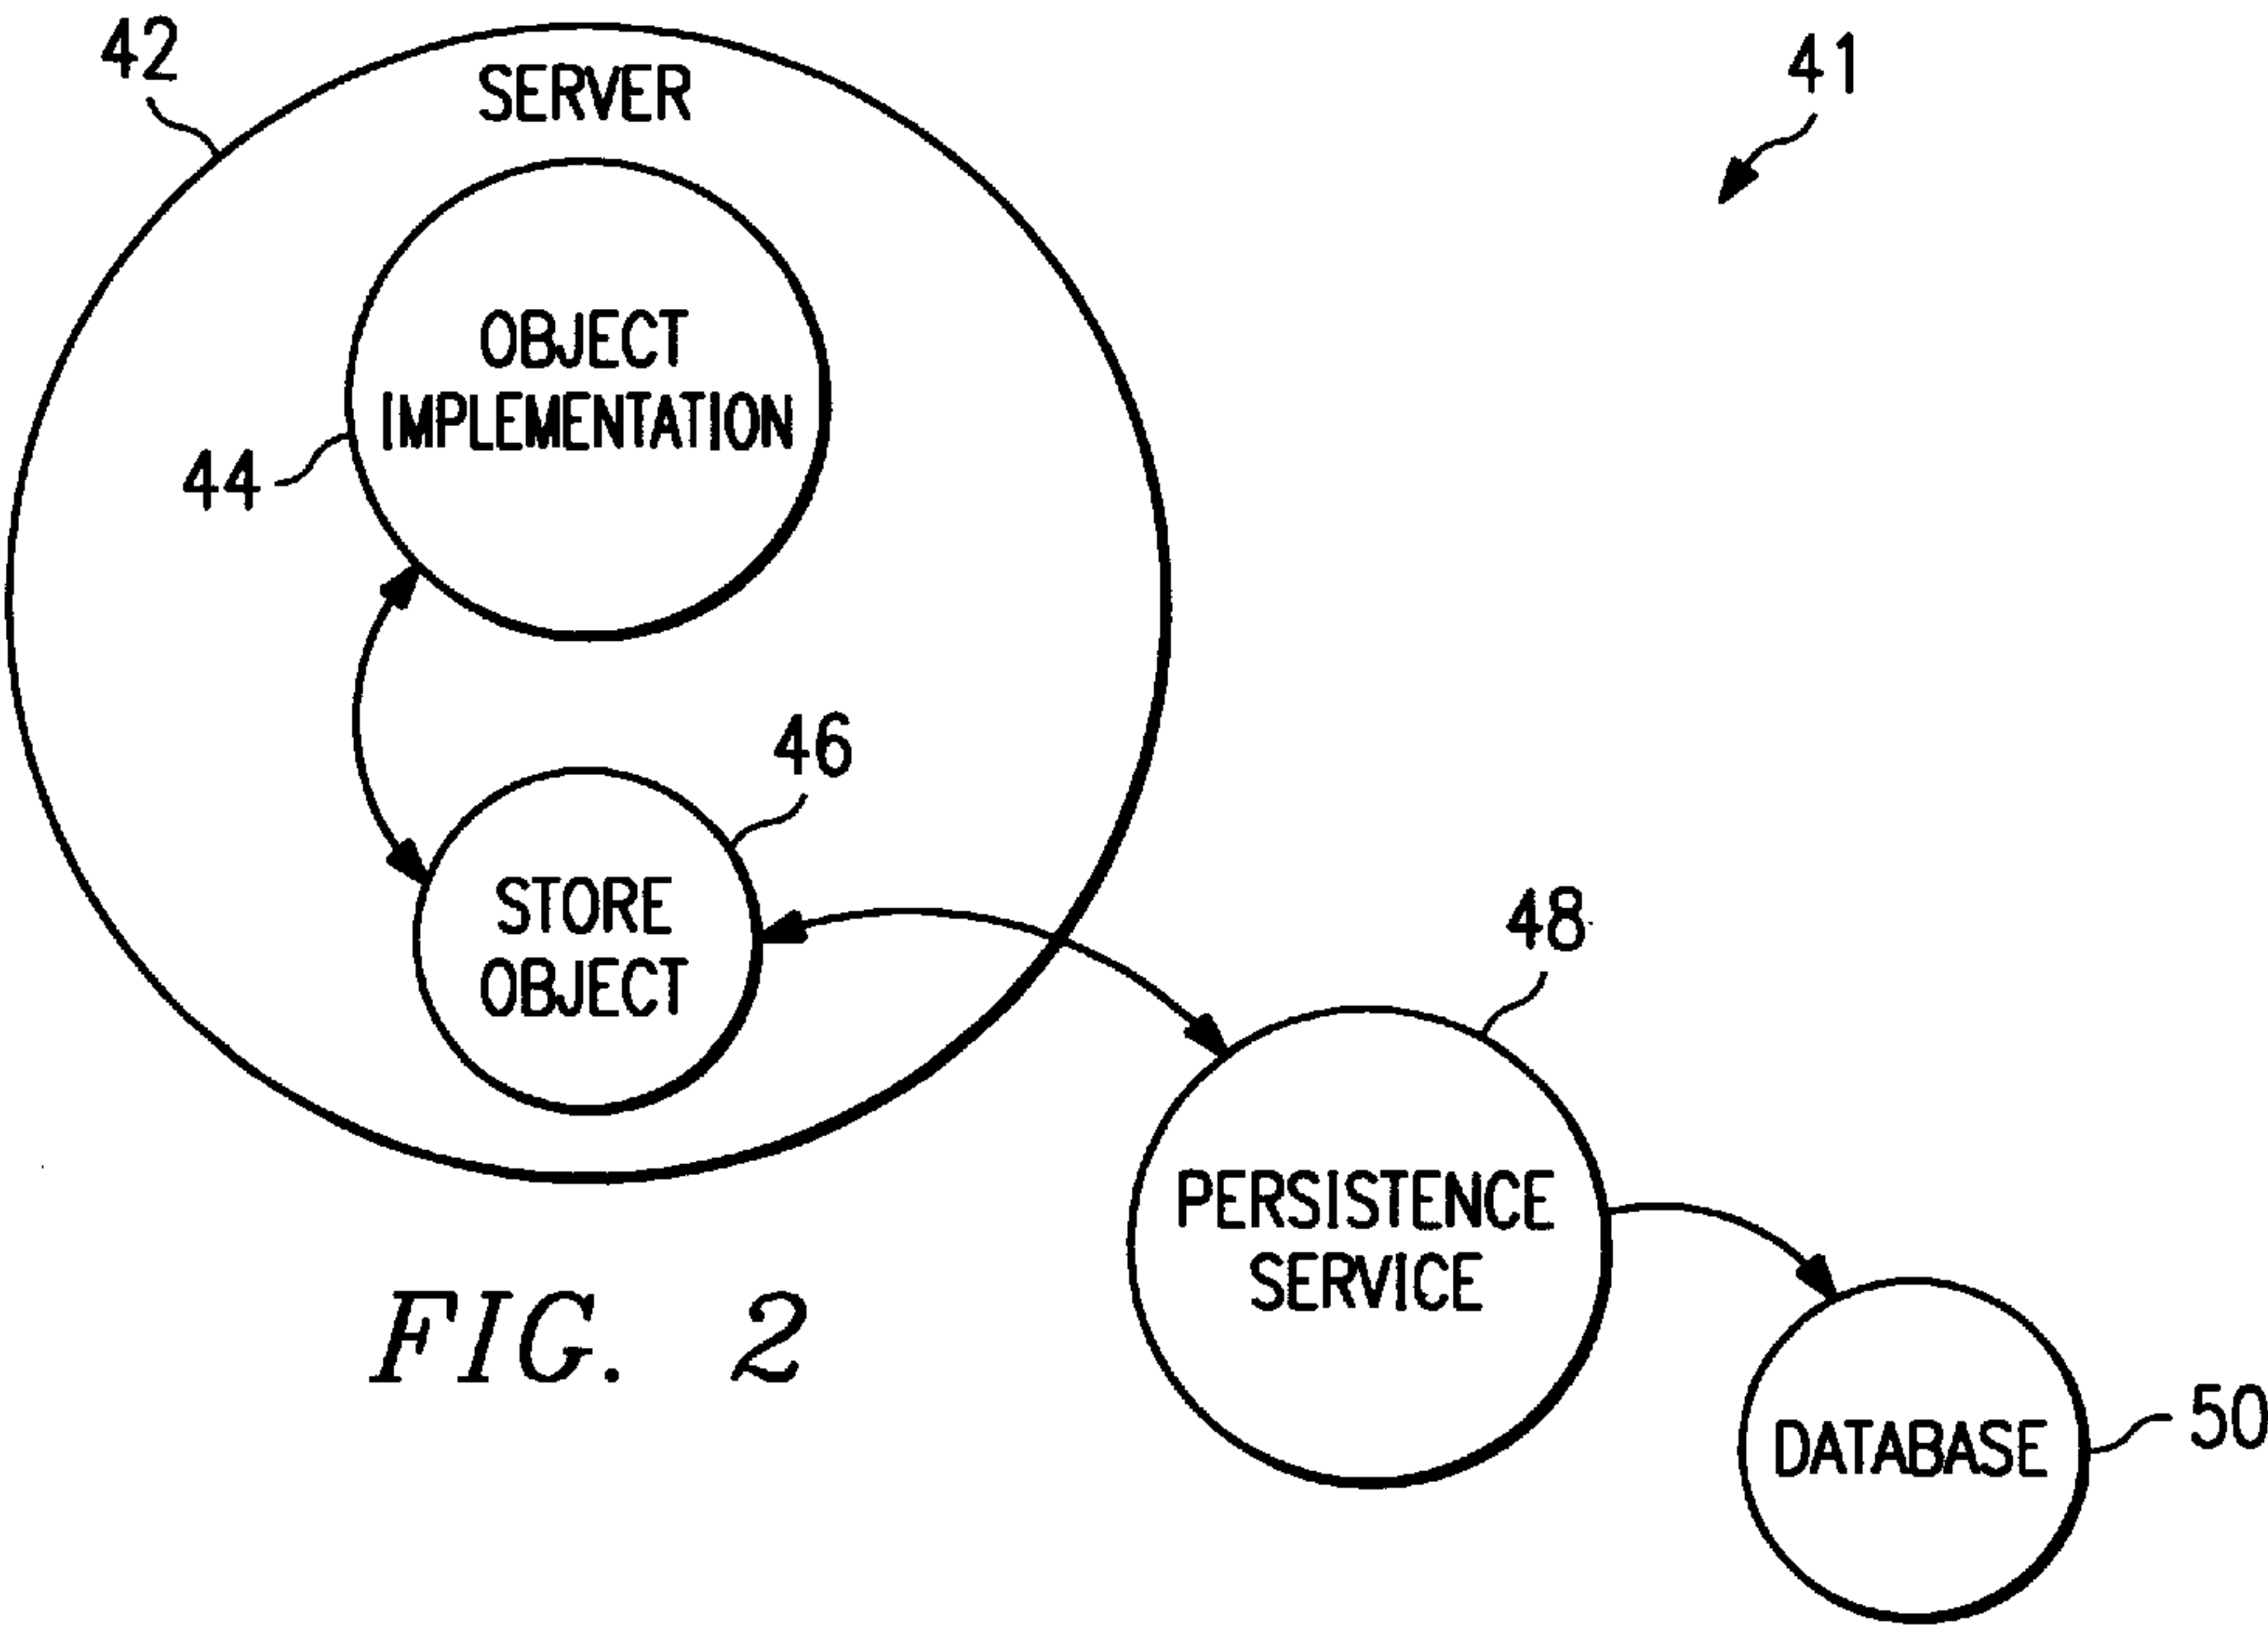 42
SERVER
41
OBJECT
IMPLEMENTATION
44
46
STORE
OBJECT
48
PERSISTENCE
SERVICE
FIG. 2
DATABASE
50